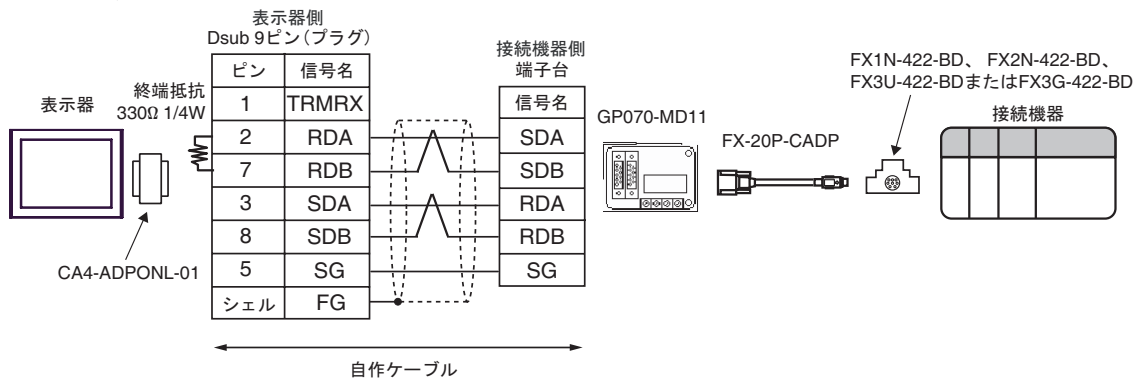 表示器側
Dsub 9ピン(プラグ)
接続機器側
端子台
FX1N-422-BD、 FX2N-422-BD、
FX3U-422-BDまたはFX3G-422-BD
表示器
終端抵抗
330Ω 1/4W
ピン 信号名
1 TRMRX
2 RDA
7 RDB
3 SDA
8 SDB
5 SG
シェル FG
信号名
SDA
SDB
RDA
RDB
SG
GP070-MD11
FX-20P-CADP
接続機器
CA4-ADPONL-01
自作ケーブル